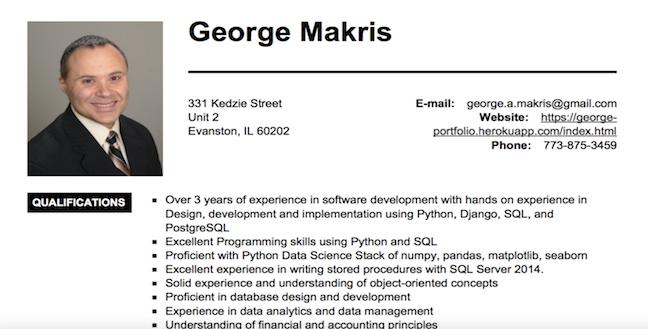 George Makris
331 Kedzie Street
Unit 2
Evanston, IL 60202
E-mail: george.a.makris@gmail.com
Website: https://george-
portfolio.herokuapp.com/index.html
Phone: 773-875-3459
QUALIFICATIONS
▪ Over 3 years of experience in software development with hands on experience in
Design, development and implementation using Python, Django, SQL, and
PostgreSQL
▪ Excellent Programming skills using Python and SQL
▪ Proficient with Python Data Science Stack of numpy, pandas, matplotlib, seaborn
▪ Excellent experience in writing stored procedures with SQL Server 2014.
▪ Solid experience and understanding of object-oriented concepts
▪ Proficient in database design and development
▪ Experience in data analytics and data management
▪ Understanding of financial and accounting principles